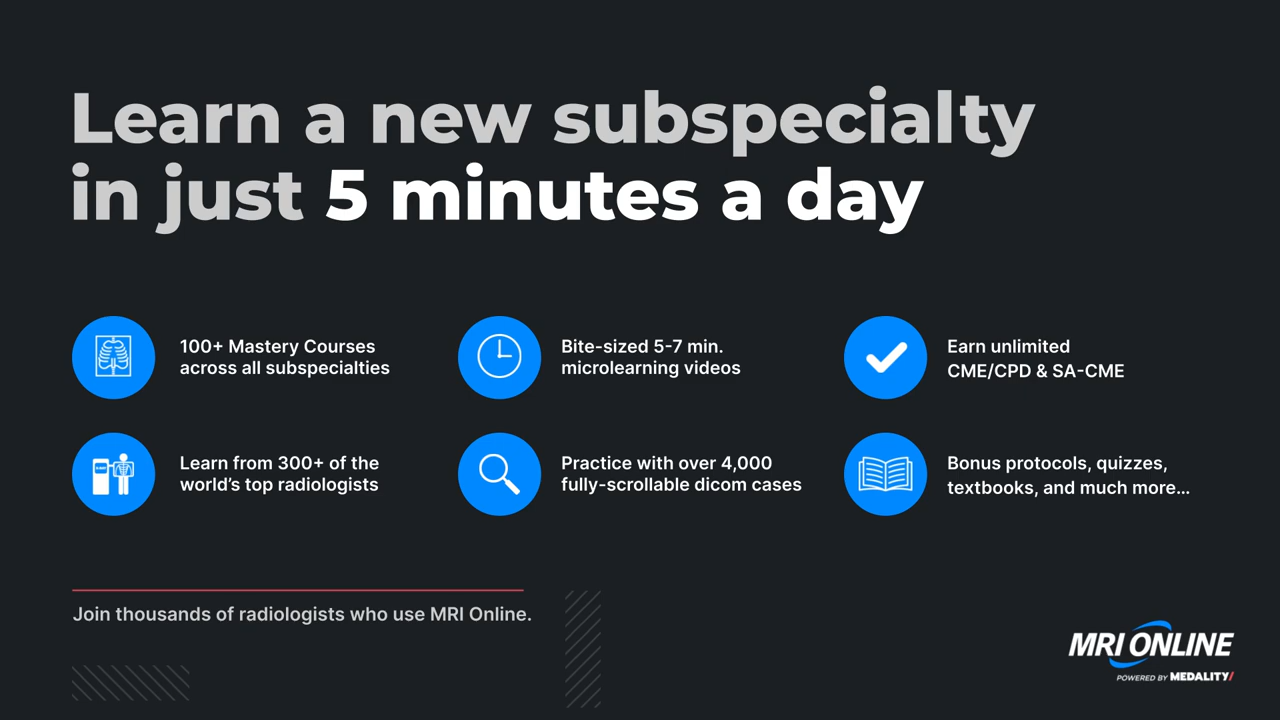 Learn a new subspecialty
in just 5 minutes a day
100+ Mastery Courses
across all subspecialties
Bite-sized 5-7 min.
microlearning videos
Earn unlimited
CME/CPD & SA-CME
Learn from 300+ of the
world's top radiologists
Practice with over 4,000
fully-scrollable dicom cases
Bonus protocols, quizzes,
textbooks, and much more...
Join thousands of radiologists who use MRI Online.
MRI ONLINE
POWERED BY MEDALITY/